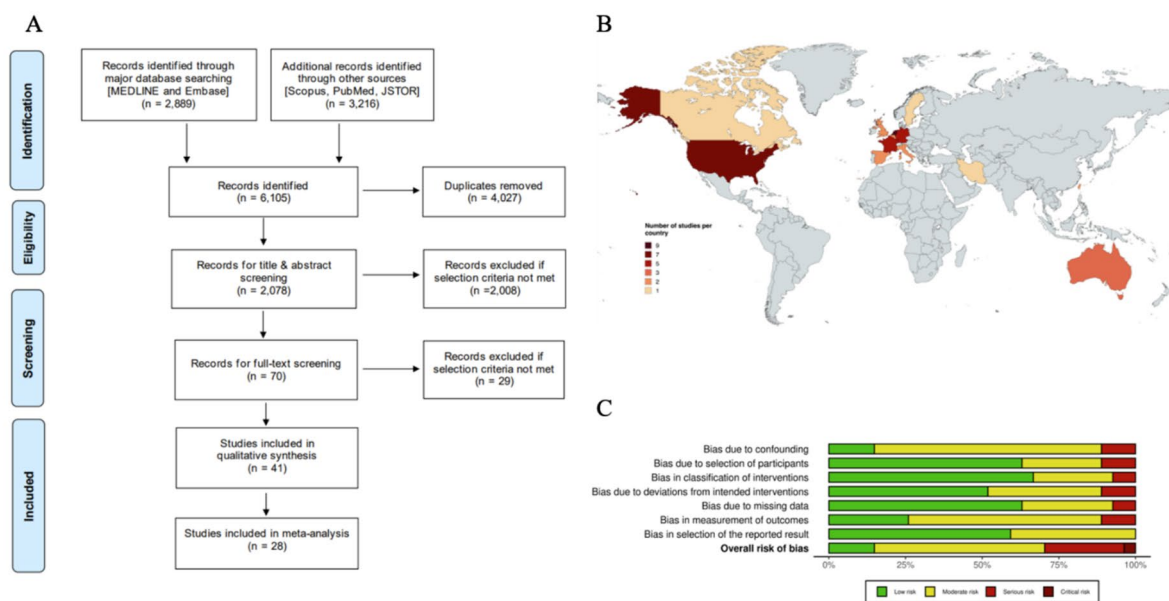 A
Identification
Records identified through
major database searching
[MEDLINE and Embase]
(n = 2,889)
Additional records identified
through other sources
[Scopus, PubMed, JSTOR]
(n = 3,216)
Records identified
(n = 6,105)
Duplicates removed
(n = 4,027)
Eligibility
Records for title & abstract
screening
(n = 2,078)
Records excluded if
selection criteria not met
(n =2,008)
Screening
Records for full-text screening
(n = 70)
Records excluded if
selection criteria not met
(n = 29)
Included
Studies included in
qualitative synthesis
(n = 41)
Studies included in meta-analysis
(n = 28)
B
Number of studies per
country
9
7
5
3
2
1
C
Bias due to confounding
Bias due to selection of participants
Bias in classification of interventions
Bias due to deviations from intended interventions
Bias due to missing data
Bias in measurement of outcomes
Bias in selection of the reported result
Overall risk of bias
0% 25% 50% 75% 100%
Low risk Moderate risk Serious risk Critical risk